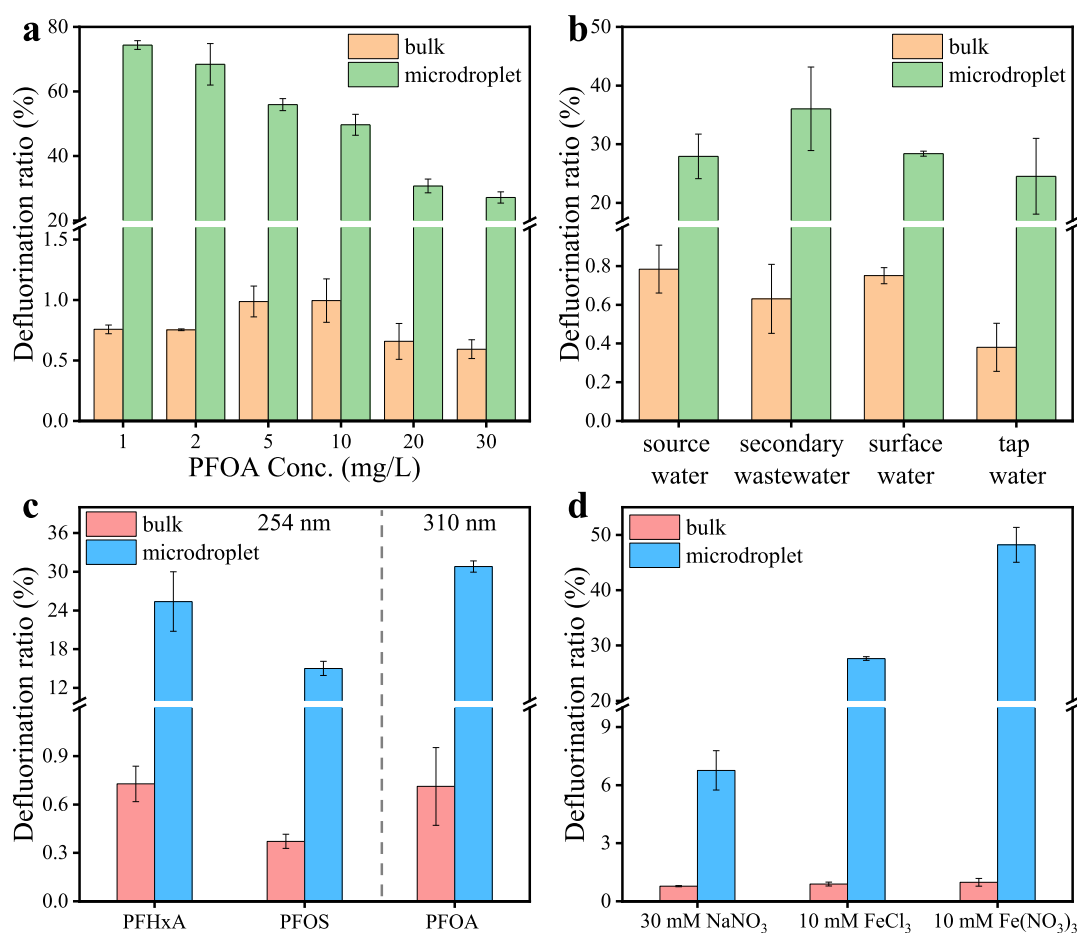 a
bulk
microdroplet
Defluorination ratio (%)
80
60
40
20
1.5
1.0
0.5
0.0
1 2 5 10 20 30
PFOA Conc. (mg/L)
b
bulk
microdroplet
Defluorination ratio (%)
50
40
30
20
0.8
0.6
0.4
0.2
0.0
source water
secondary wastewater
surface water
tap water
c
bulk
microdroplet
254 nm
310 nm
Defluorination ratio (%)
36
30
24
18
12
0.9
0.6
0.3
0.0
PFHxA PFOS PFOA
d
bulk
microdroplet
Defluorination ratio (%)
50
40
30
20
9
6
3
0
30 mM NaNO₃ 10 mM FeCl₃ 10 mM Fe(NO₃)₃